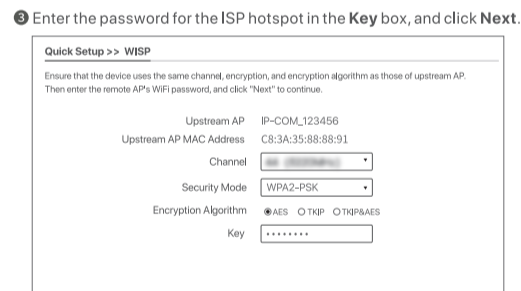 3 Enter the password for the ISP hotspot in the Key box, and click Next.
Quick Setup >> WISP
Ensure that the device uses the same channel, encryption, and encryption algorithm as those of upstream AP.
Then enter the remote AP's WiFi password, and click "Next" to continue.
Upstream AP IP-COM_123456
Upstream AP MAC Address C8:3A:35:88:88:91
Channel
Security Mode WPA2-PSK
Encryption Algorithm AES TKIP TKIP&AES
Key ••••••••